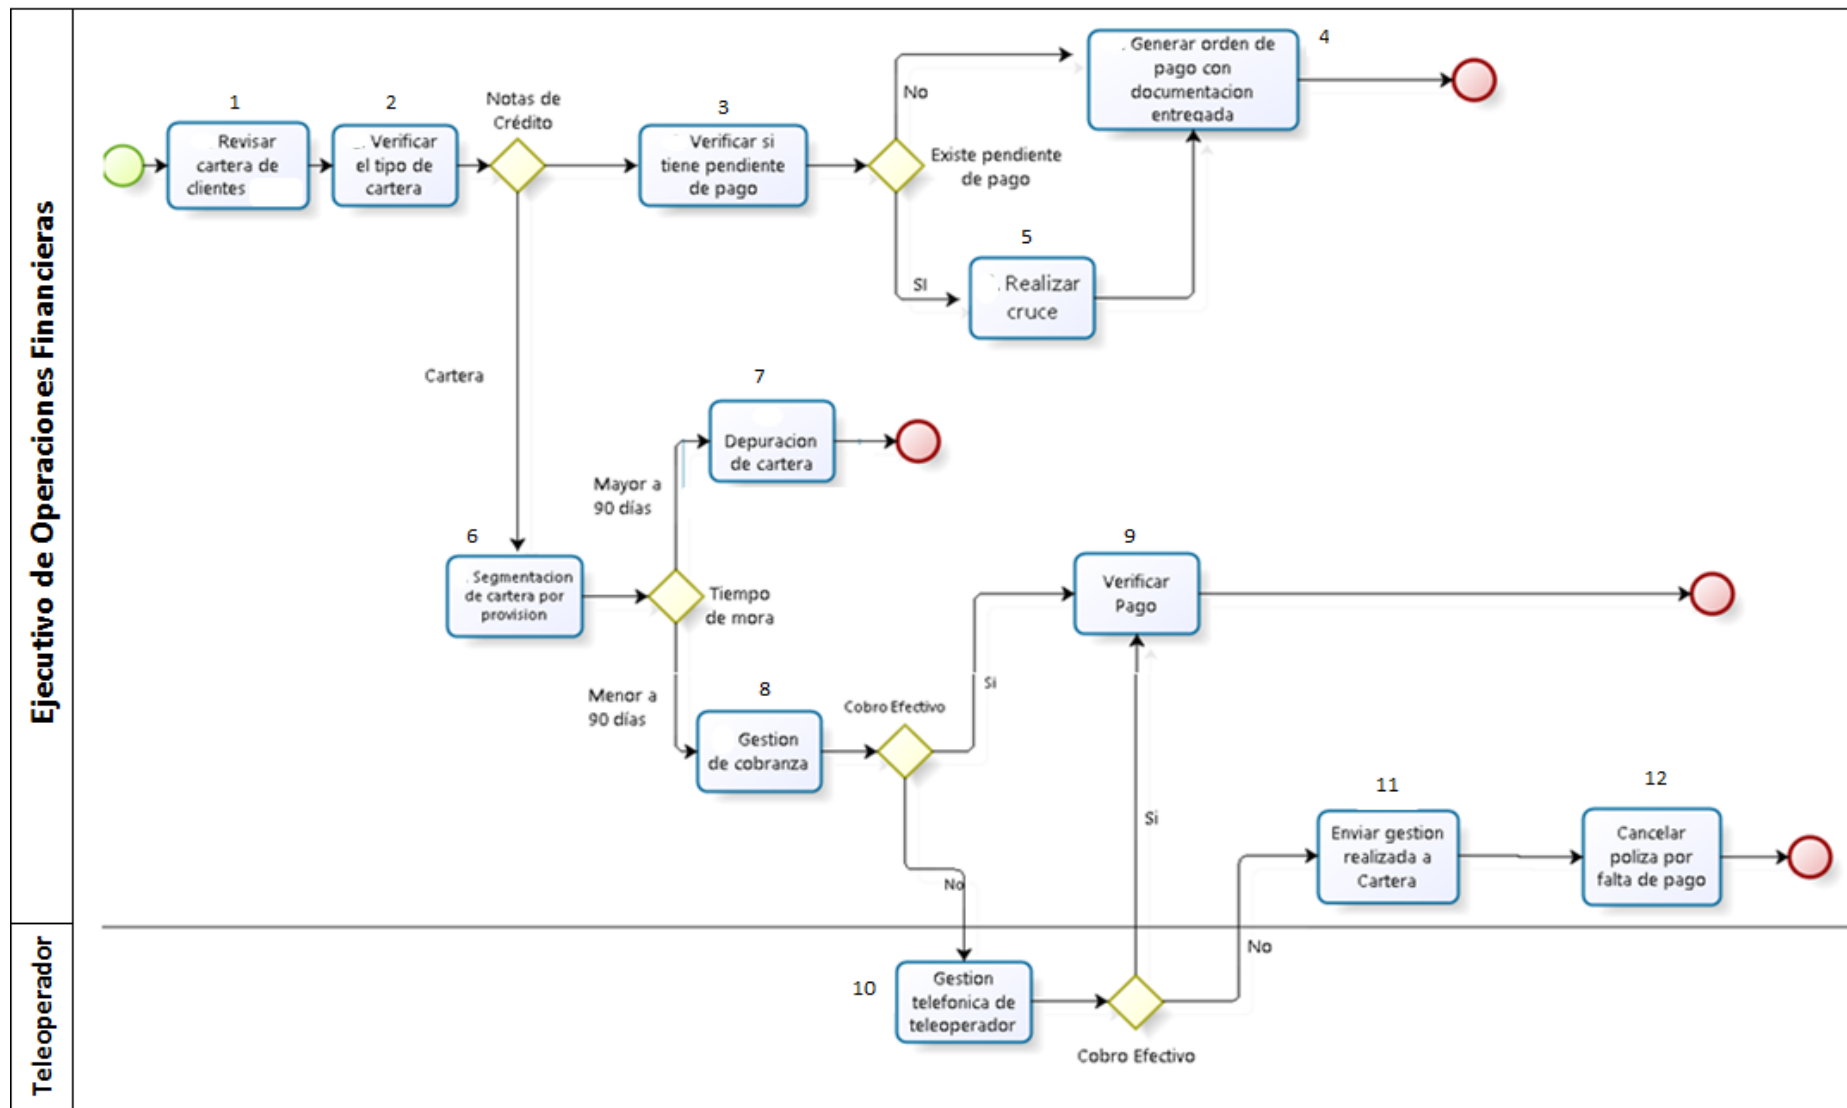 Ejecutivo de Operaciones Financieras
Teleoperador
1
Revisar
cartera de
clientes
2
. Verificar
el tipo de
cartera
Notas de
Crédito
3
Verificar si
tiene pendiente
de pago
No
Existe pendiente
de pago
SI
4
. Generar orden de
pago con
documentacion
entregada
5
. Realizar
cruce
Cartera
6
. Segmentacion
de cartera por
provision
Tiempo
de mora
Mayor a
90 días
7
Depuracion
de cartera
Menor a
90 días
8
Gestion
de cobranza
Cobro Efectivo
Si
No
9
Verificar
Pago
10
Gestion
telefonica de
teleoperador
Cobro Efectivo
Si
No
11
Enviar gestion
realizada a
Cartera
12
Cancelar
poliza por
falta de pago